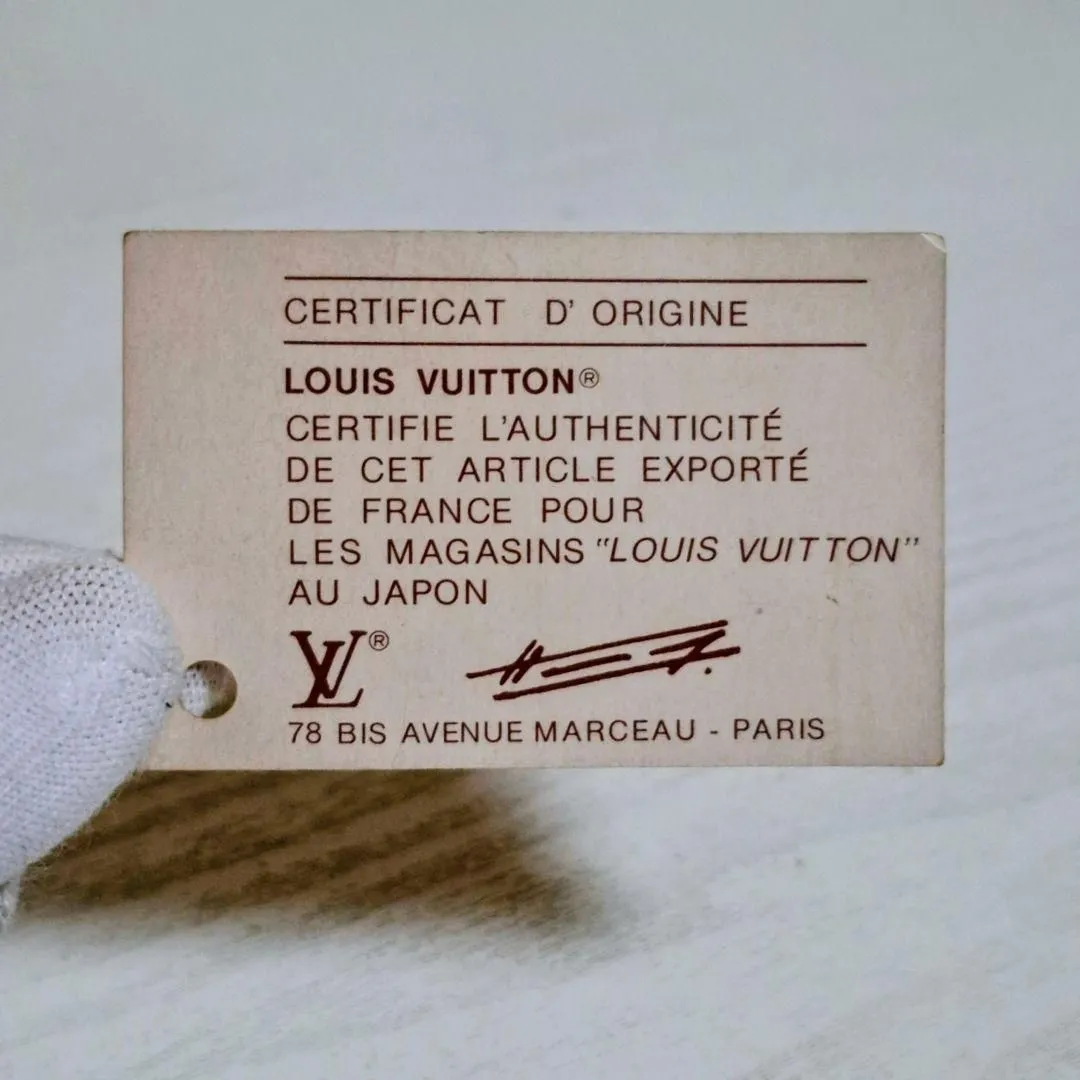 CERTIFICAT D' ORIGINE
LOUIS VUITTON®
CERTIFIE L'AUTHENTICITÉ
DE CET ARTICLE EXPORTÉ
DE FRANCE POUR
LES MAGASINS "LOUIS VUITTON"
AU JAPON
LV®
78 BIS AVENUE MARCEAU - PARIS